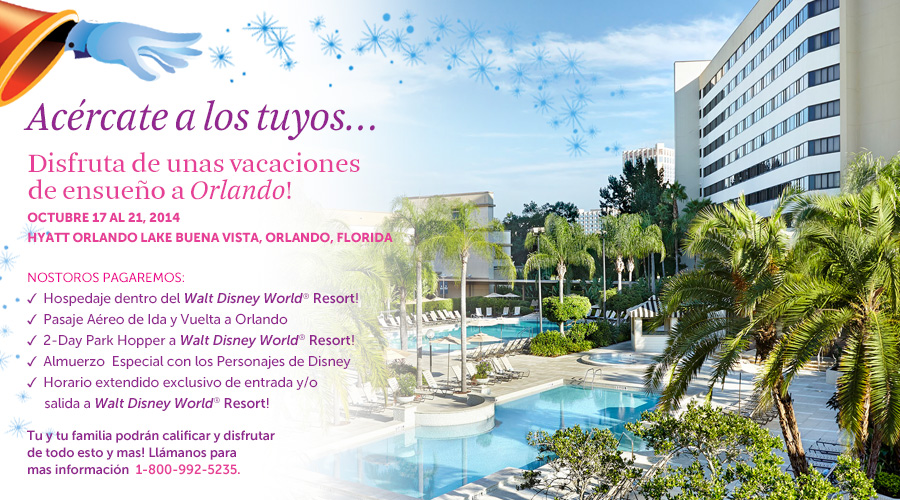 Acércate a los tuyos...
Disfruta de unas vacaciones
de ensueño a Orlando!
OCTUBRE 17 AL 21, 2014
HYATT ORLANDO LAKE BUENA VISTA, ORLANDO, FLORIDA
NOSTOROS PAGAREMOS:
✓ Hospedaje dentro del Walt Disney World® Resort!
✓ Pasaje Aéreo de Ida y Vuelta a Orlando
✓ 2-Day Park Hopper a Walt Disney World® Resort!
✓ Almuerzo Especial con los Personajes de Disney
✓ Horario extendido exclusivo de entrada y/o
salida a Walt Disney World® Resort!
Tu y tu familia podrán calificar y disfrutar
de todo esto y mas! Llámanos para
mas información 1-800-992-5235.